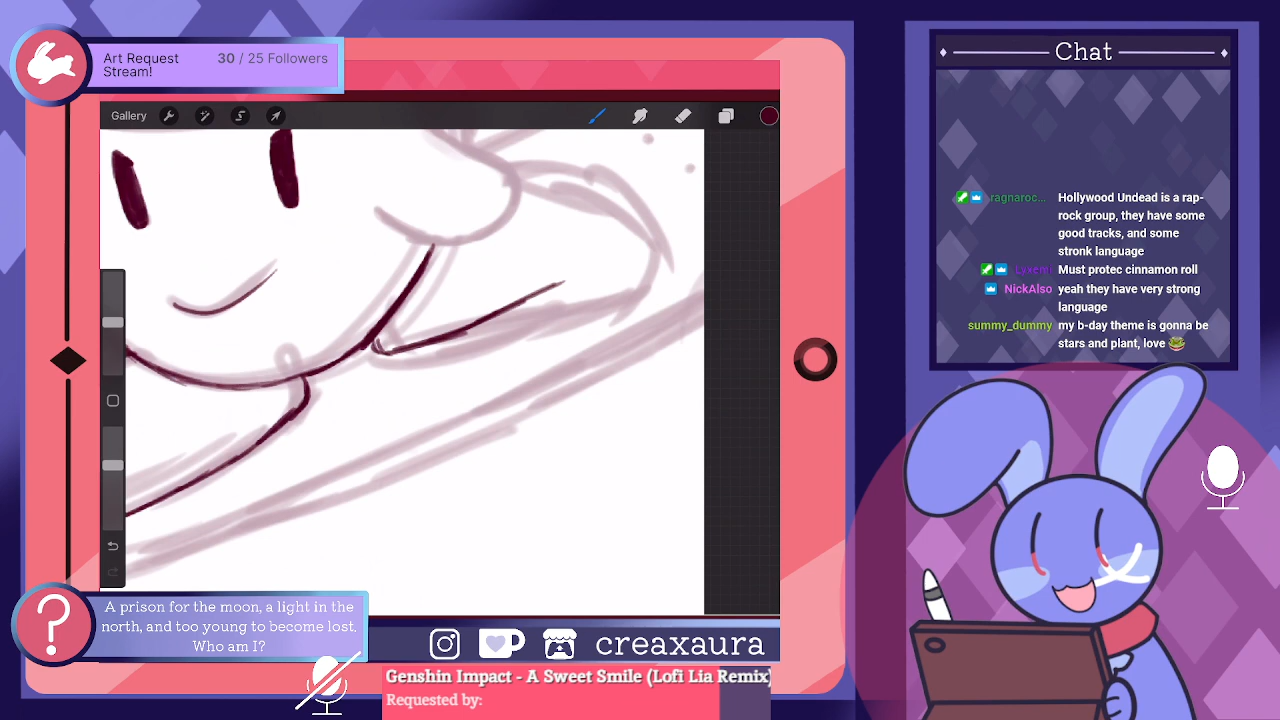 Art Request
Stream!
30 / 25 Followers
Gallery
Chat
ragnaroc... Hollywood Undead is a rap-
rock group, they have some
good tracks, and some
stronk language
Lyxemi Must protec cinnamon roll
NickAlso yeah they have very strong
language
summy_dummy my b-day theme is gonna be
stars and plant, love
?
A prison for the moon, a light in the
north, and too young to become lost.
Who am I?
creaxaura
Genshin Impact - A Sweet Smile (Lofi Lia Remix)
Requested by: